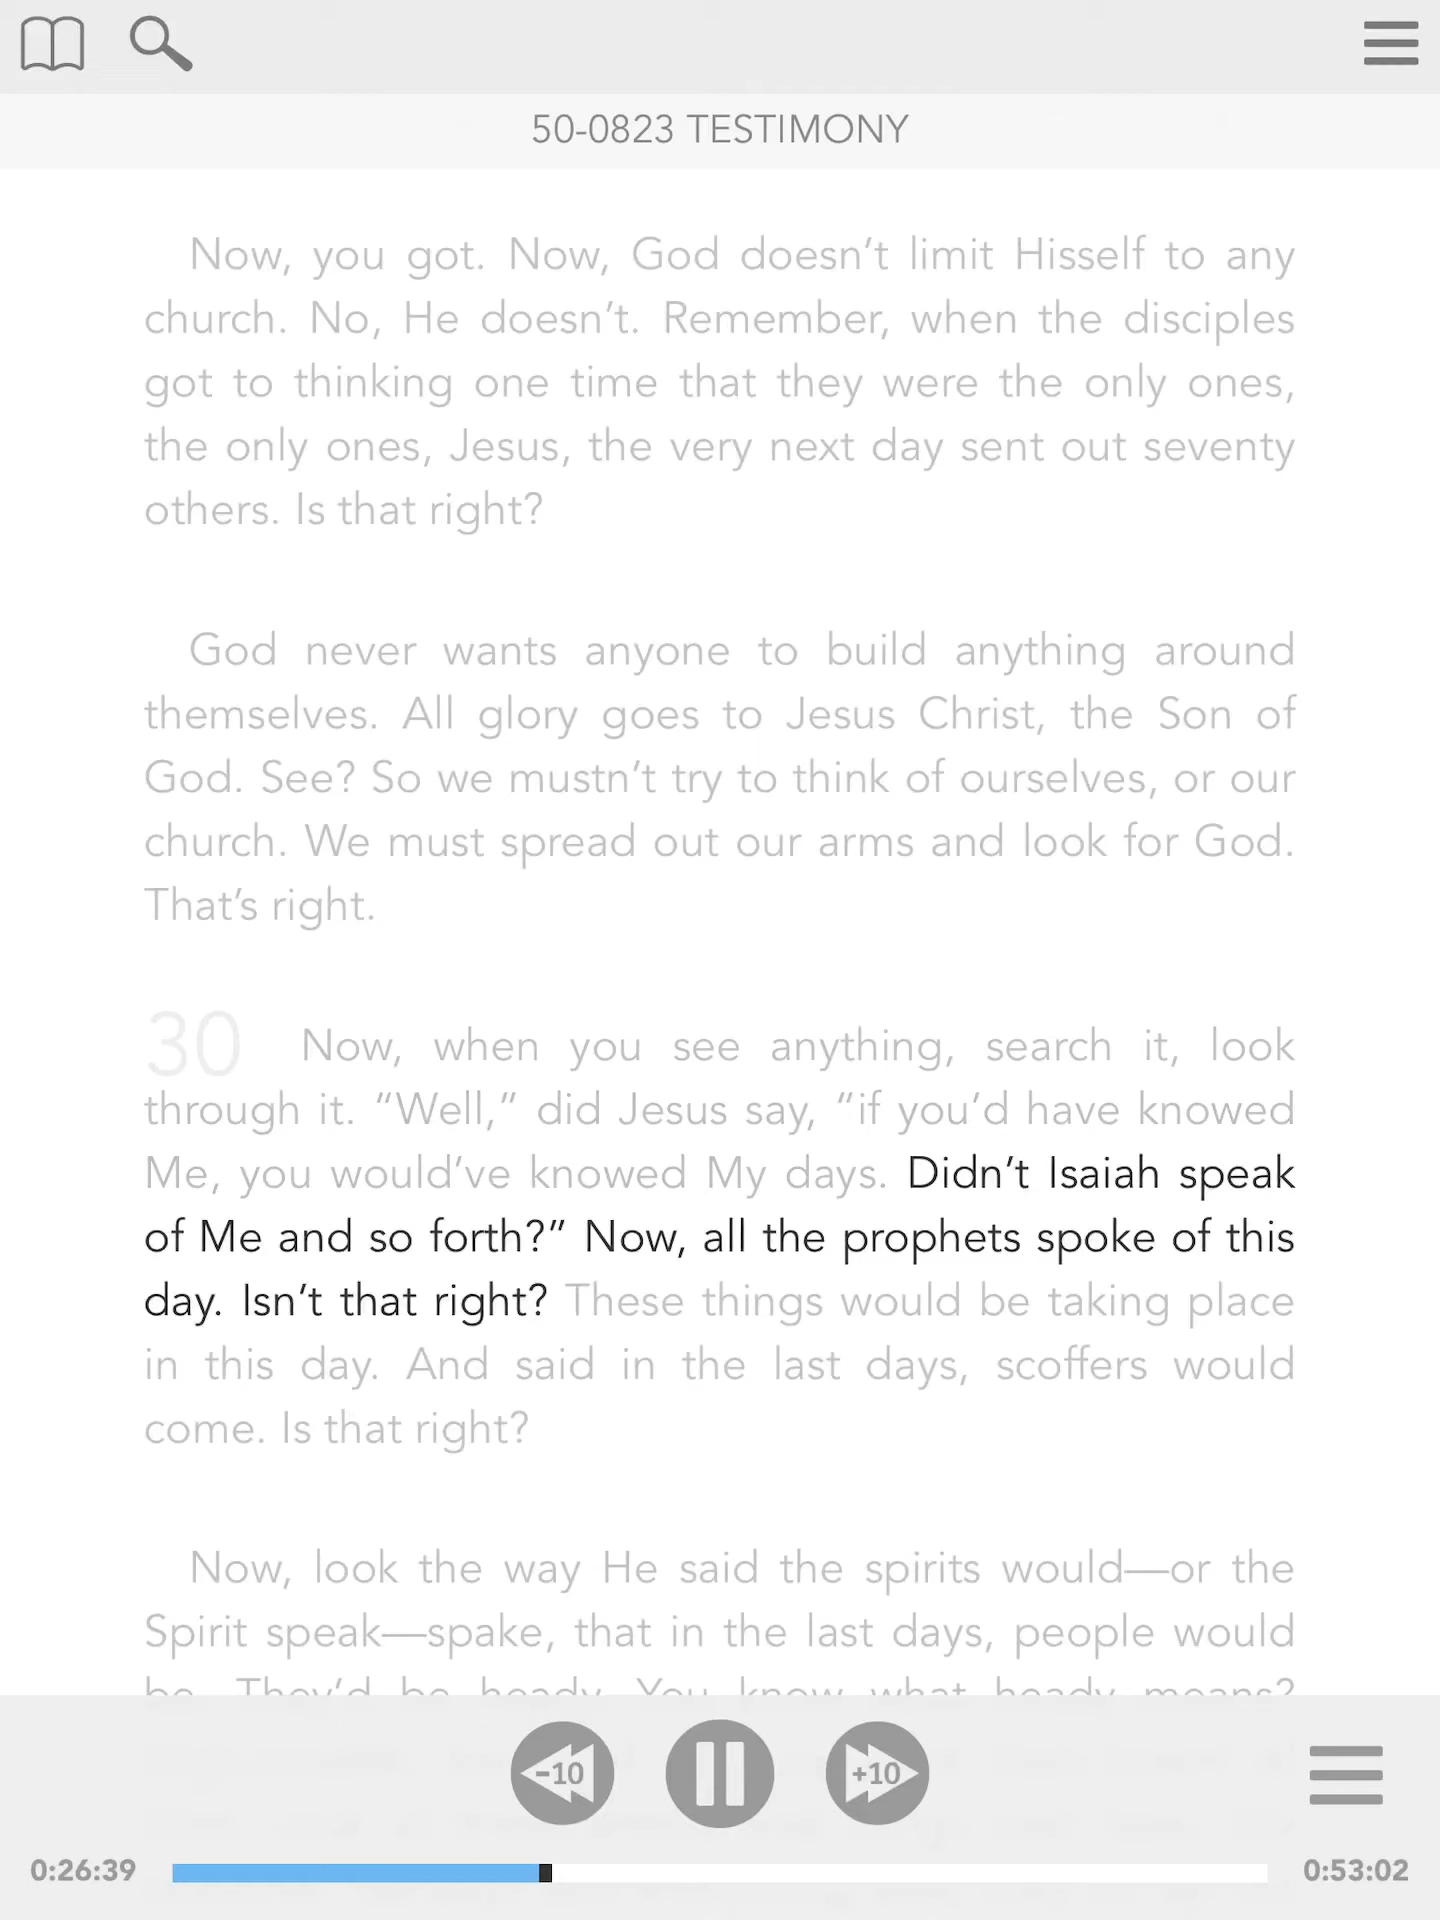 50-0823 TESTIMONY
Now, you got. Now, God doesn’t limit Hisself to any
church. No, He doesn’t. Remember, when the disciples
got to thinking one time that they were the only ones,
the only ones, Jesus, the very next day sent out seventy
others. Is that right?
God never wants anyone to build anything around
themselves. All glory goes to Jesus Christ, the Son of
God. See? So we mustn’t try to think of ourselves, or our
church. We must spread out our arms and look for God.
That’s right.
30 Now, when you see anything, search it, look
through it. “Well,” did Jesus say, “if you’d have knowed
Me, you would’ve knowed My days. Didn’t Isaiah speak
of Me and so forth?” Now, all the prophets spoke of this
day. Isn’t that right? These things would be taking place
in this day. And said in the last days, scoffers would
come. Is that right?
Now, look the way He said the spirits would—or the
Spirit speak—spake, that in the last days, people would
be. They’d be heady. You know what heady means?
-10 +10
0:26:39 0:53:02